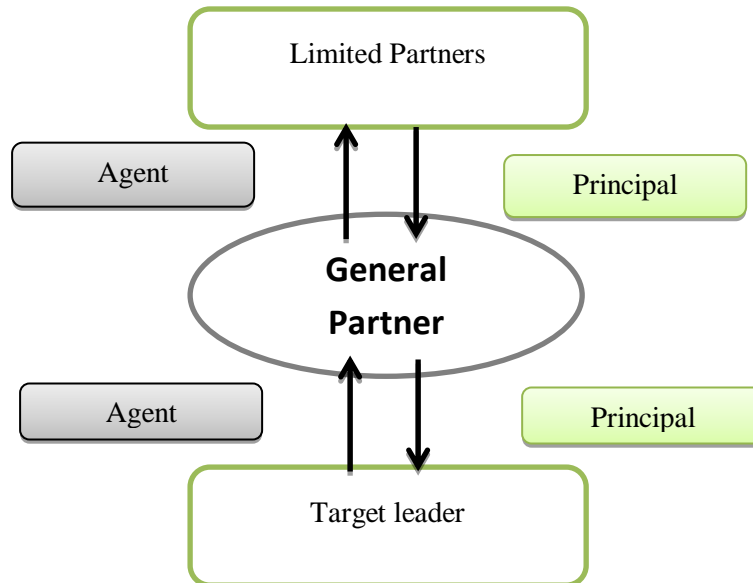 Limited Partners
Agent
Principal
General
Partner
Agent
Principal
Target leader